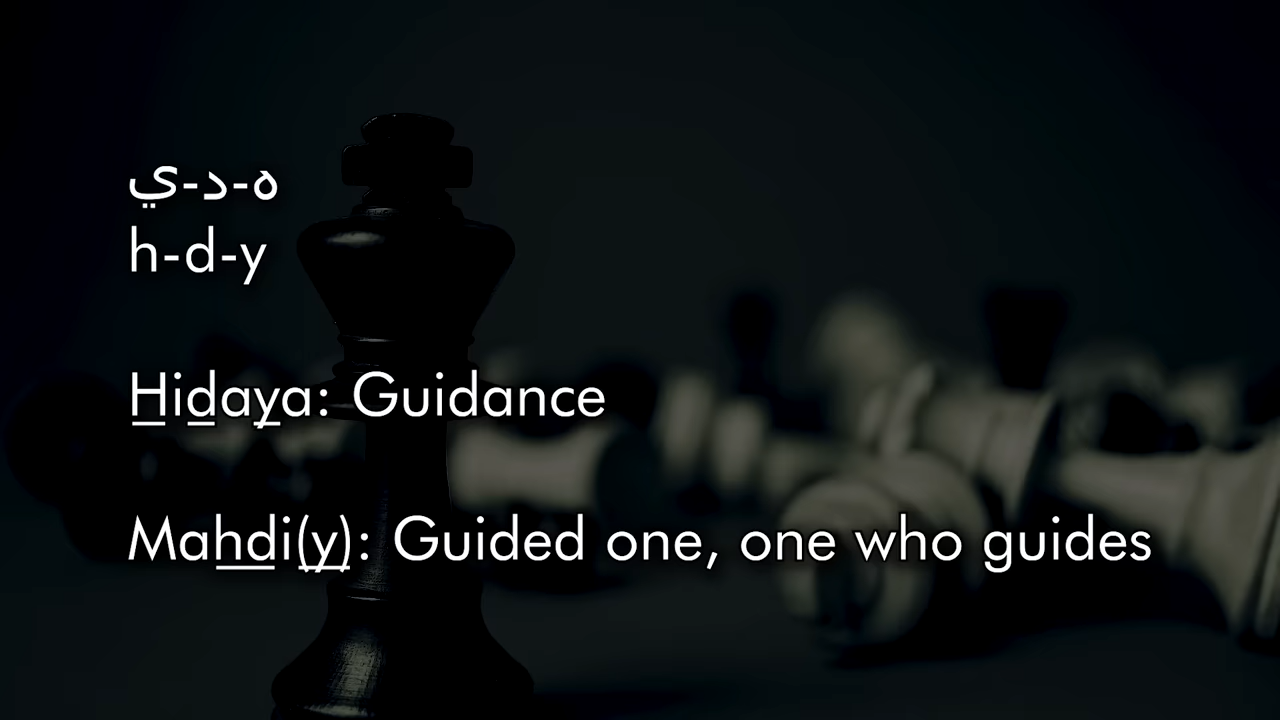 ه-د-ي
h-d-y
Hidaya: Guidance
Mahdi(y): Guided one, one who guides